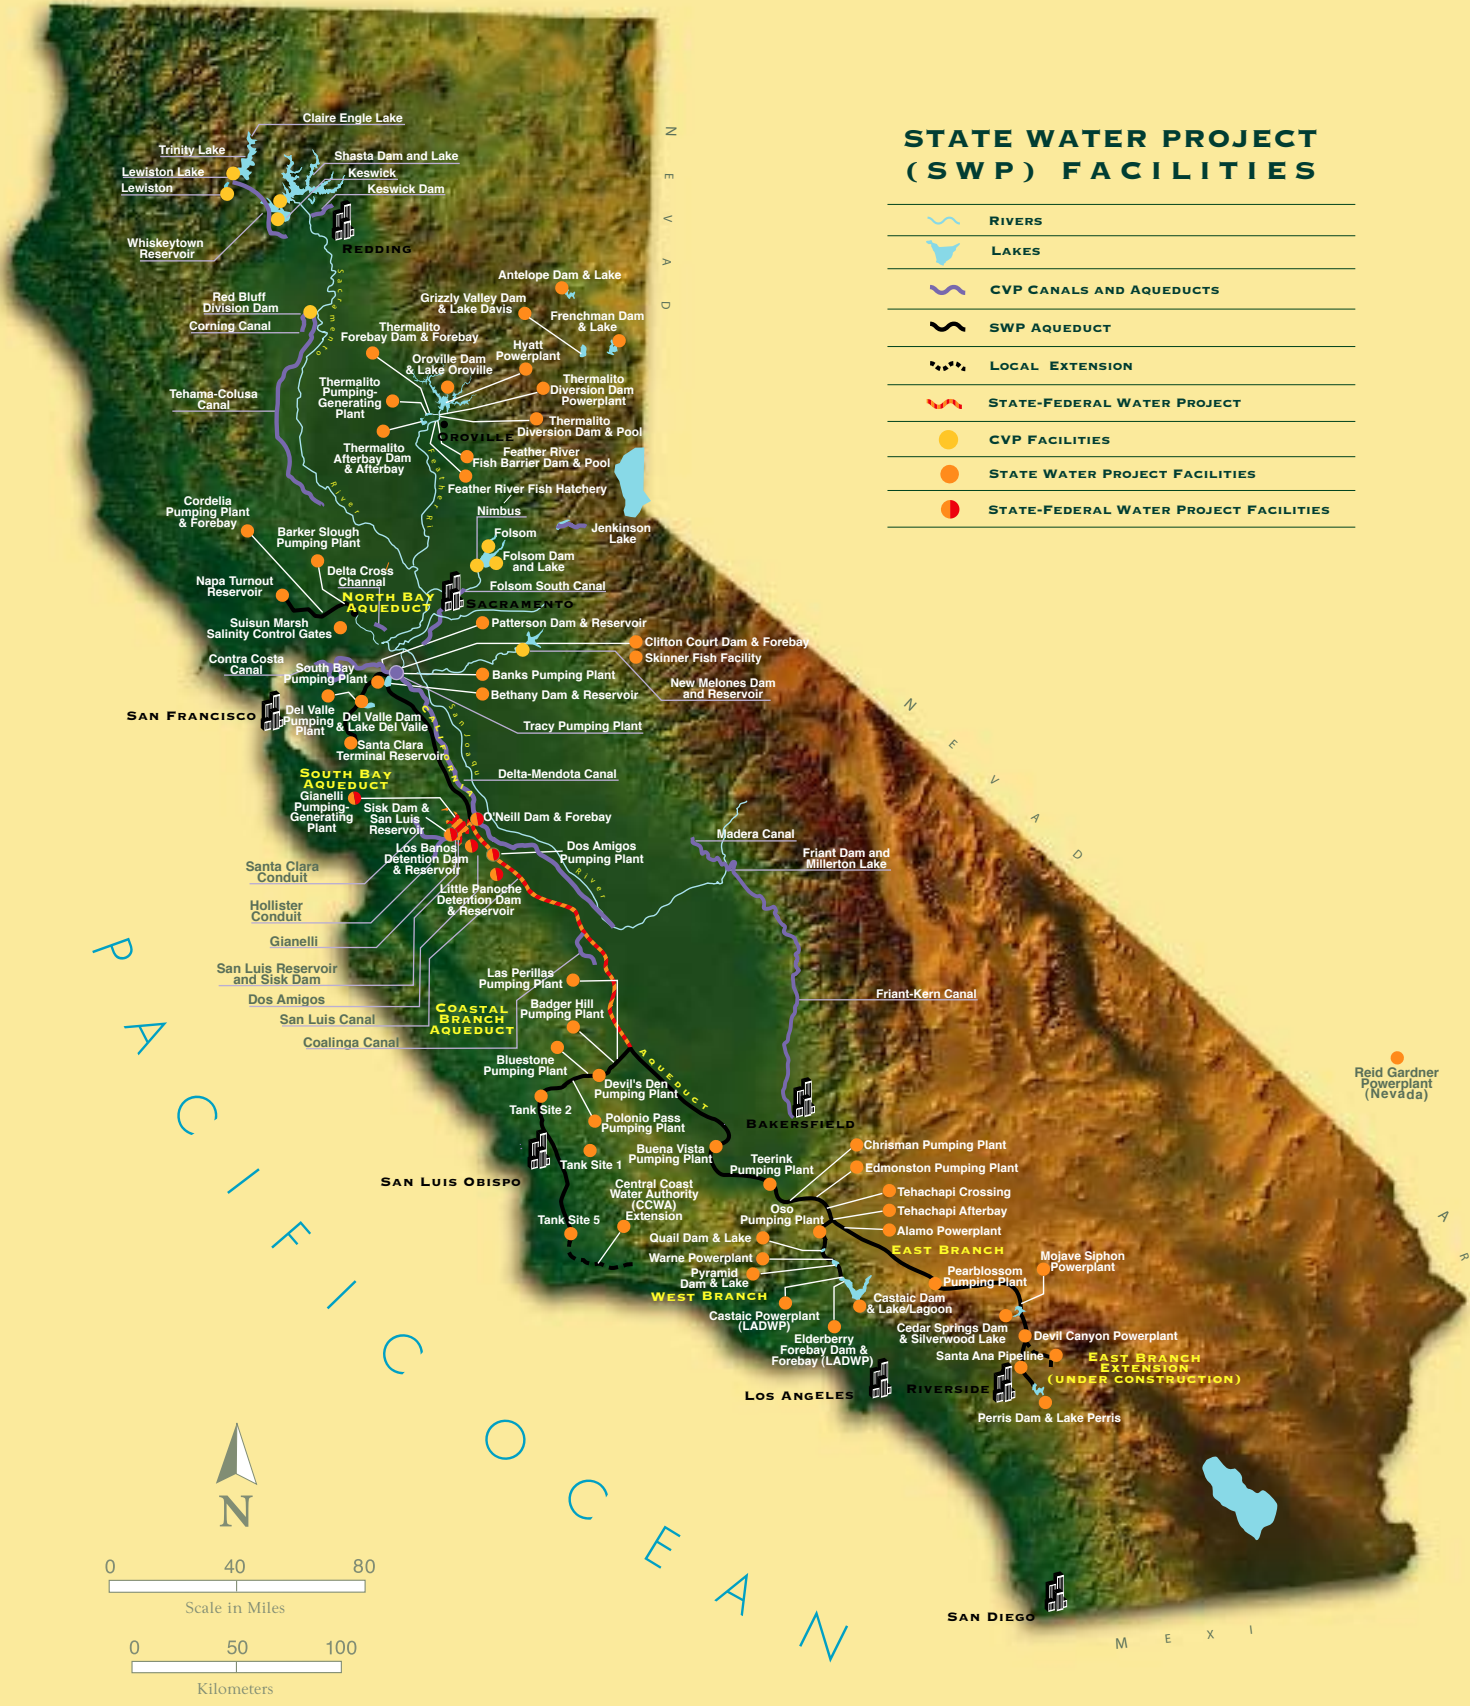 STATE WATER PROJECT
(SWP) FACILITIES
RIVERS
LAKES
CVP CANALS AND AQUEDUCTS
SWP AQUEDUCT
LOCAL EXTENSION
STATE-FEDERAL WATER PROJECT
CVP FACILITIES
STATE WATER PROJECT FACILITIES
STATE-FEDERAL WATER PROJECT FACILITIES
Claire Engle Lake
Trinity Lake
Shasta Dam and Lake
Lewiston Lake
Keswick
Lewiston
Keswick Dam
Whiskeytown
Reservoir
REDDING
NEVAD
Sacramento
Antelope Dam & Lake
Red Bluff
Division Dam
Grizzly Valley Dam
& Lake Davis
Frenchman Dam
& Lake
Corning Canal
Thermalito
Forebay Dam & Forebay
Hyatt
Powerplant
Oroville Dam
& Lake Oroville
Thermalito
Pumping-
Generating
Plant
Thermalito
Diversion Dam
Powerplant
Tehama-Colusa
Canal
Thermalito
Diversion Dam & Pool
OROVILLE
Thermalito
Afterbay Dam
& Afterbay
Feather River
Fish Barrier Dam & Pool
Feather River Fish Hatchery
Feather Ri
River
Cordelia
Pumping Plant
& Forebay
Nimbus
Jenkinson
Lake
Barker Slough
Pumping Plant
Folsom
Folsom Dam
and Lake
Delta Cross
Channal
Napa Turnout
Reservoir
Folsom South Canal
NORTH BAY
AQUEDUCT
SACRAMENTO
Suisun Marsh
Salinity Control Gates
Patterson Dam & Reservoir
Clifton Court Dam & Forebay
Skinner Fish Facility
Contra Costa
Canal
South Bay
Pumping Plant
Banks Pumping Plant
New Melones Dam
and Reservoir
Bethany Dam & Reservoir
SAN FRANCISCO
Del Valle
Pumping
Plant
Del Valle Dam
& Lake Del Valle
Tracy Pumping Plant
Santa Clara
Terminal Reservoir
CALIFORNIA
San Joaqu
SOUTH BAY
AQUEDUCT
Delta-Mendota Canal
Gianelli
Pumping-
Generating
Plant
Sisk Dam &
San Luis
Reservoir
O'Neill Dam & Forebay
Los Banos
Detention Dam
& Reservoir
Dos Amigos
Pumping Plant
Madera Canal
Friant Dam and
Millerton Lake
Santa Clara
Conduit
Little Panoche
Detention Dam
& Reservoir
River
Hollister
Conduit
Gianelli
San Luis Reservoir
and Sisk Dam
Las Perillas
Pumping Plant
Dos Amigos
San Luis Canal
COASTAL
BRANCH
AQUEDUCT
Badger Hill
Pumping Plant
Friant-Kern Canal
Coalinga Canal
AQUEDUCT
Bluestone
Pumping Plant
Devil's Den
Pumping Plant
Tank Site 2
Polonio Pass
Pumping Plant
Reid Gardner
Powerplant
(Nevada)
BAKERSFIELD
Tank Site 1
Buena Vista
Pumping Plant
Teerink
Pumping Plant
Chrisman Pumping Plant
Edmonston Pumping Plant
SAN LUIS OBISPO
Central Coast
Water Authority
(CCWA)
Extension
Tehachapi Crossing
Tehachapi Afterbay
Oso
Pumping Plant
Alamo Powerplant
Tank Site 5
Quail Dam & Lake
EAST BRANCH
Warne Powerplant
Pyramid
Dam & Lake
Mojave Siphon
Powerplant
Pearblossom
Pumping Plant
WEST BRANCH
Castaic Dam
& Lake/Lagoon
Castaic Powerplant
(LADWP)
Cedar Springs Dam
& Silverwood Lake
Elderberry
Forebay Dam &
Forebay (LADWP)
Devil Canyon Powerplant
Santa Ana Pipeline
EAST BRANCH
EXTENSION
(UNDER CONSTRUCTION)
LOS ANGELES
RIVERSIDE
Perris Dam & Lake Perris
SAN DIEGO
NEVAD
AR
MEXI
PACIFIC OCEAN
N
0 40 80
Scale in Miles
0 50 100
Kilometers